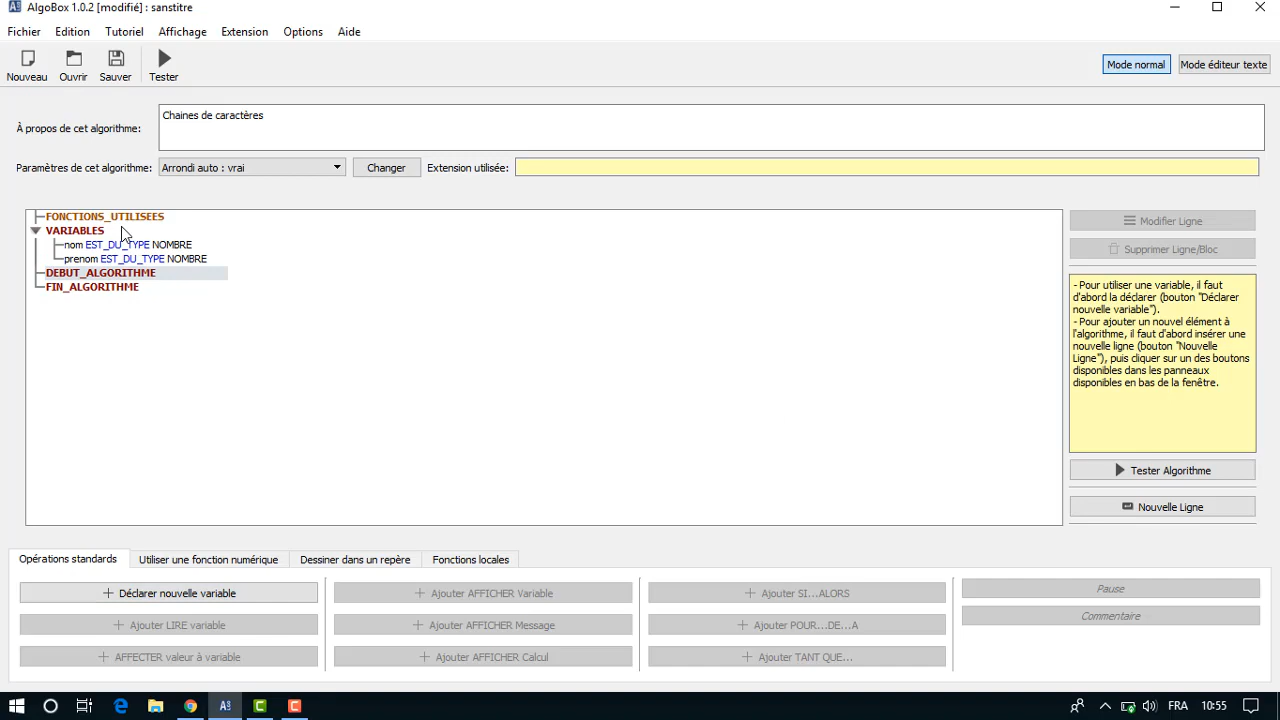 AlgoBox 1.0.2 [modifié] : sanstitre
Fichier Edition Tutoriel Affichage Extension Options Aide
Nouveau Ouvrir Sauver Tester
Mode normal Mode éditeur texte
À propos de cet algorithme: Chaines de caractères
Paramètres de cet algorithme: Arrondi auto : vrai Changer Extension utilisée:
FONCTIONS_UTILISEES
VARIABLES
nom EST_DU_TYPE NOMBRE
prenom EST_DU_TYPE NOMBRE
DEBUT_ALGORITHME
FIN_ALGORITHME
Modifier Ligne
Supprimer Ligne/Bloc
- Pour utiliser une variable, il faut
d'abord la déclarer (bouton "Déclarer
nouvelle variable").
- Pour ajouter un nouvel élément à
l'algorithme, il faut d'abord insérer une
nouvelle ligne (bouton "Nouvelle
Ligne"), puis cliquer sur un des boutons
disponibles dans les panneaux
disponibles en bas de la fenêtre.
Tester Algorithme
Nouvelle Ligne
Opérations standards Utiliser une fonction numérique Dessiner dans un repère Fonctions locales
Déclarer nouvelle variable Ajouter AFFICHER Variable Ajouter SI...ALORS Pause
Ajouter LIRE variable Ajouter AFFICHER Message Ajouter POUR...DE...A Commentaire
AFFECTER valeur à variable Ajouter AFFICHER Calcul Ajouter TANT QUE...
FRA 10:55